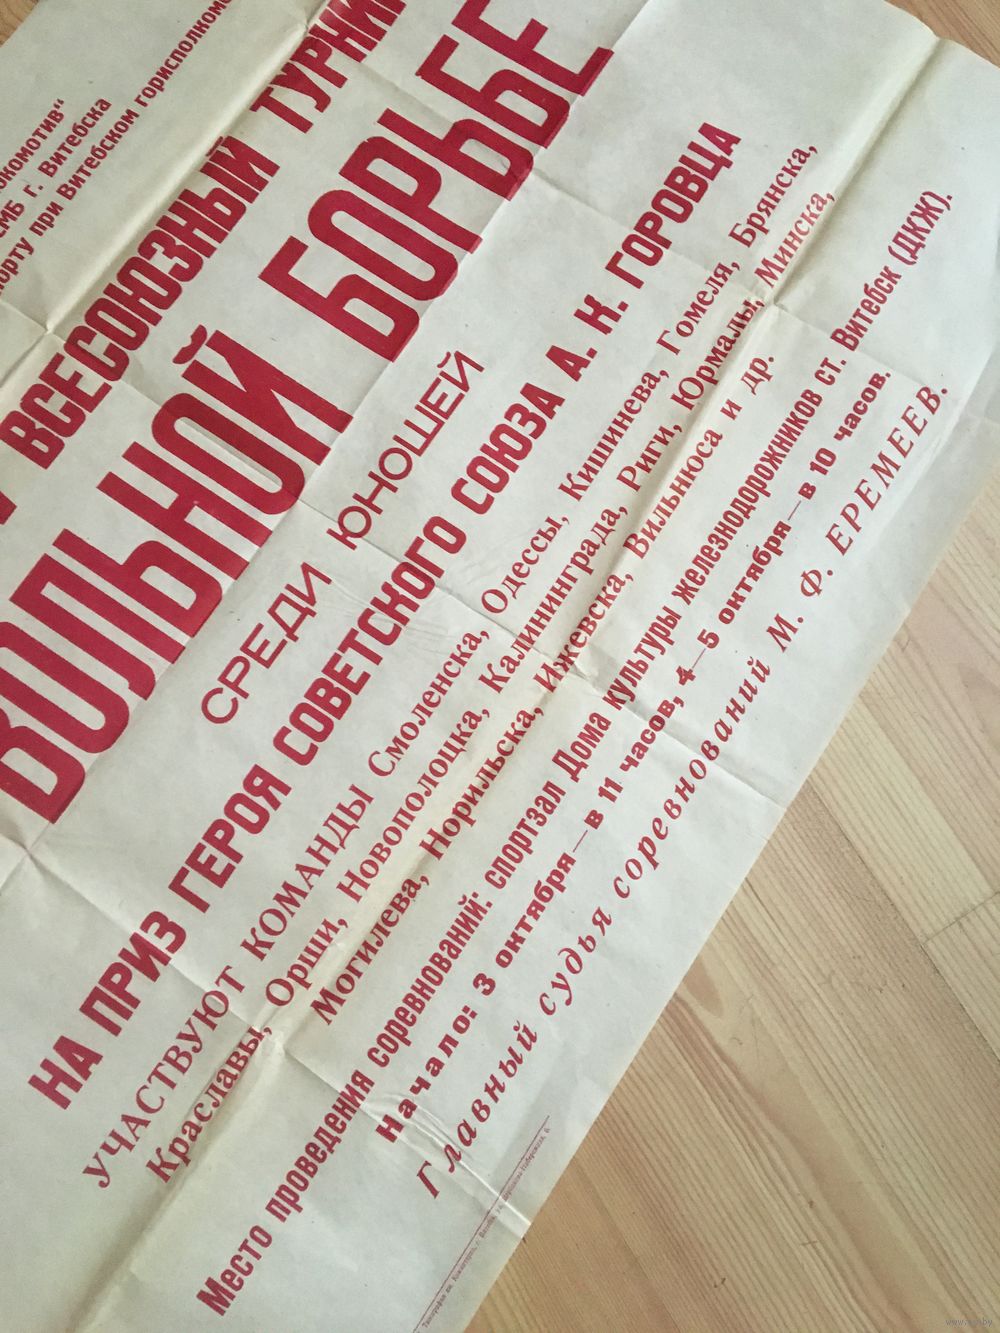 ЛОКОМОТИВ"
г. Витебска
порту при Витебском горисполкоме
ВСЕСОЮЗНЫЙ ТУРНИ
ВОЛЬНОЙ БОРЬБЕ
СРЕДИ ЮНОШЕЙ
НА ПРИЗ ГЕРОЯ СОВЕТСКОГО СОЮЗА А. К. ГОРОВЦА
УЧАСТВУЮТ КОМАНДЫ Смоленска, Одессы, Кишинева, Гомеля, Брянска,
Краславы, Орши, Новополоцка, Калининграда, Риги, Юрмалы, Минска,
Могилева, Норильска, Ижевска, Вильнюса и др.
Место проведения соревнований: спортзал Дома культуры железнодорожников ст. Витебск (ДКЖ).
Начало: 3 октября — в 11 часов, 4—5 октября — в 10 часов.
Главный судья соревнований М. Ф. ЕРЕМЕЕВ.